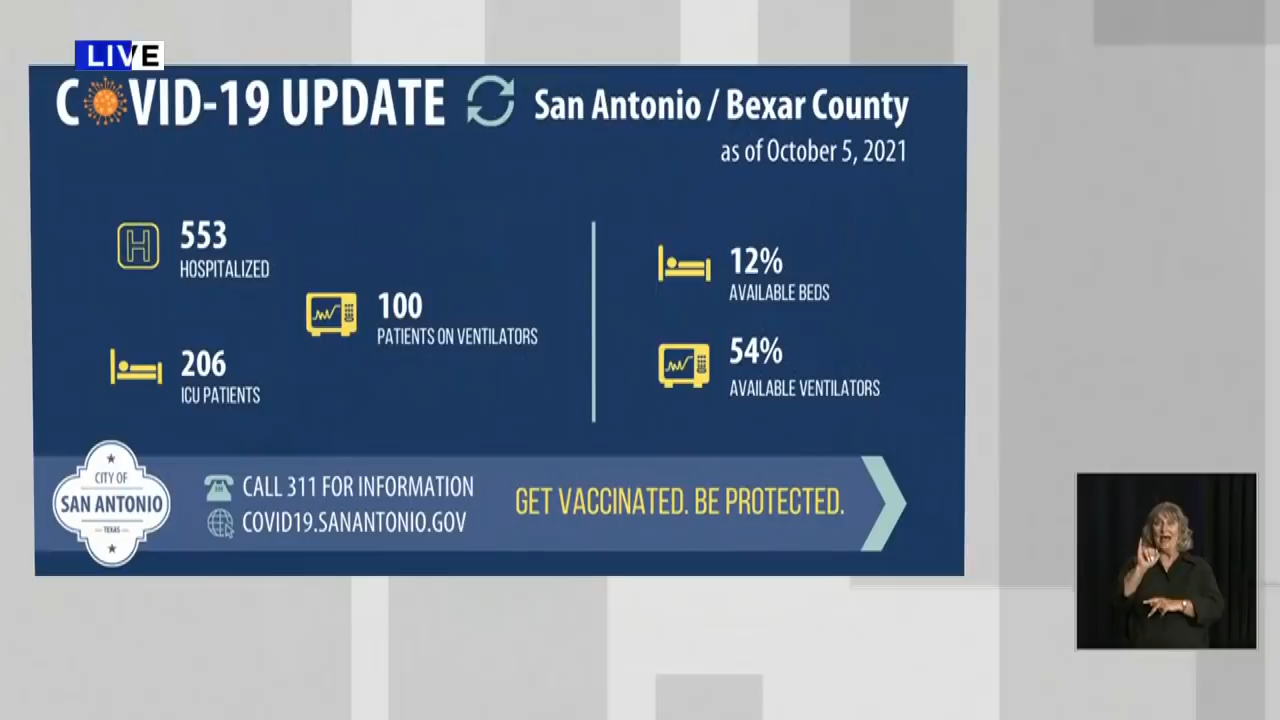 LIVE
COVID-19 UPDATE
San Antonio / Bexar County
as of October 5, 2021
553
HOSPITALIZED
100
PATIENTS ON VENTILATORS
206
ICU PATIENTS
12%
AVAILABLE BEDS
54%
AVAILABLE VENTILATORS
CITY OF
SAN ANTONIO
TEXAS
CALL 311 FOR INFORMATION
COVID19.SANANTONIO.GOV
GET VACCINATED. BE PROTECTED.